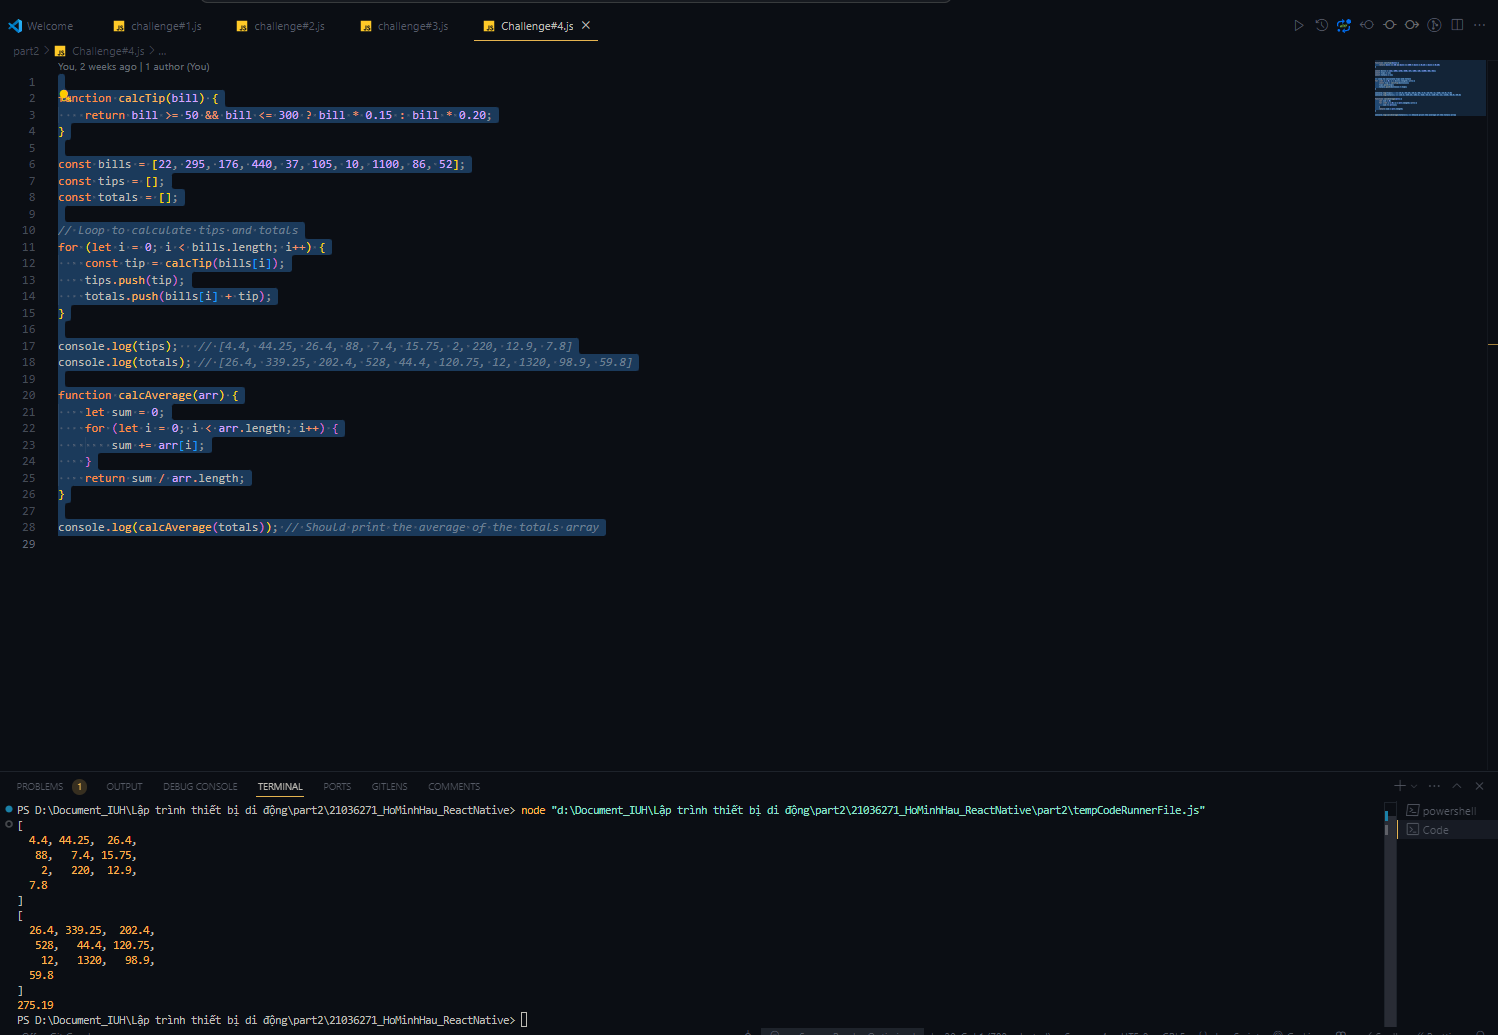 Welcome
challenge#1.js
challenge#2.js
challenge#3.js
Challenge#4.js
part2 > Challenge#4.js > ...
You, 2 weeks ago | 1 author (You)
1
2 function calcTip(bill) {
3     return bill >= 50 && bill <= 300 ? bill * 0.15 : bill * 0.20;
4 }
5
6 const bills = [22, 295, 176, 440, 37, 105, 10, 1100, 86, 52];
7 const tips = [];
8 const totals = [];
9
10 // Loop to calculate tips and totals
11 for (let i = 0; i < bills.length; i++) {
12     const tip = calcTip(bills[i]);
13     tips.push(tip);
14     totals.push(bills[i] + tip);
15 }
16
17 console.log(tips);   // [4.4, 44.25, 26.4, 88, 7.4, 15.75, 2, 220, 12.9, 7.8]
18 console.log(totals); // [26.4, 339.25, 202.4, 528, 44.4, 120.75, 12, 1320, 98.9, 59.8]
19
20 function calcAverage(arr) {
21     let sum = 0;
22     for (let i = 0; i < arr.length; i++) {
23         sum += arr[i];
24     }
25     return sum / arr.length;
26 }
27
28 console.log(calcAverage(totals)); // Should print the average of the totals array
29
PROBLEMS 1 OUTPUT DEBUG CONSOLE TERMINAL PORTS GITLENS COMMENTS
PS D:\Document_IUH\Lập trình thiết bị di động\part2\21036271_HoMinhHau_ReactNative> node "d:\Document_IUH\Lập trình thiết bị di động\part2\21036271_HoMinhHau_ReactNative\part2\tempCodeRunnerFile.js"
[
  4.4, 44.25,  26.4,
   88,   7.4, 15.75,
    2,   220,  12.9,
  7.8
]
[
  26.4, 339.25,  202.4,
   528,   44.4, 120.75,
    12,   1320,   98.9,
  59.8
]
275.19
PS D:\Document_IUH\Lập trình thiết bị di động\part2\21036271_HoMinhHau_ReactNative>
powershell
Code